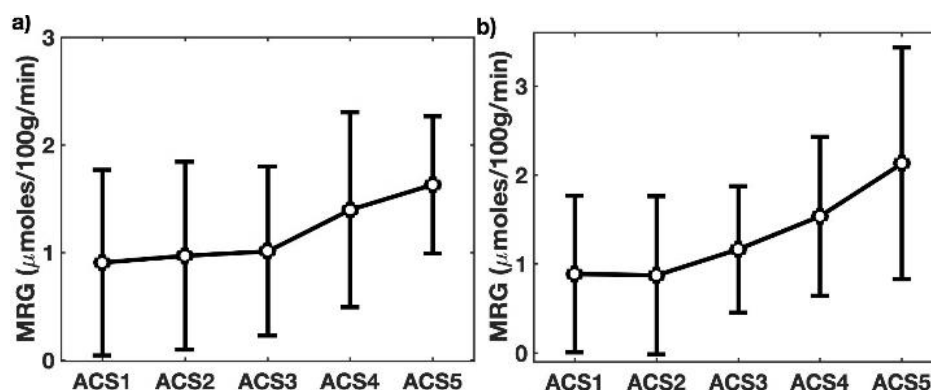 a)
MRG (μmoles/100g/min)
3
2
1
0
ACS1 ACS2 ACS3 ACS4 ACS5
b)
MRG (μmoles/100g/min)
3
2
1
0
ACS1 ACS2 ACS3 ACS4 ACS5